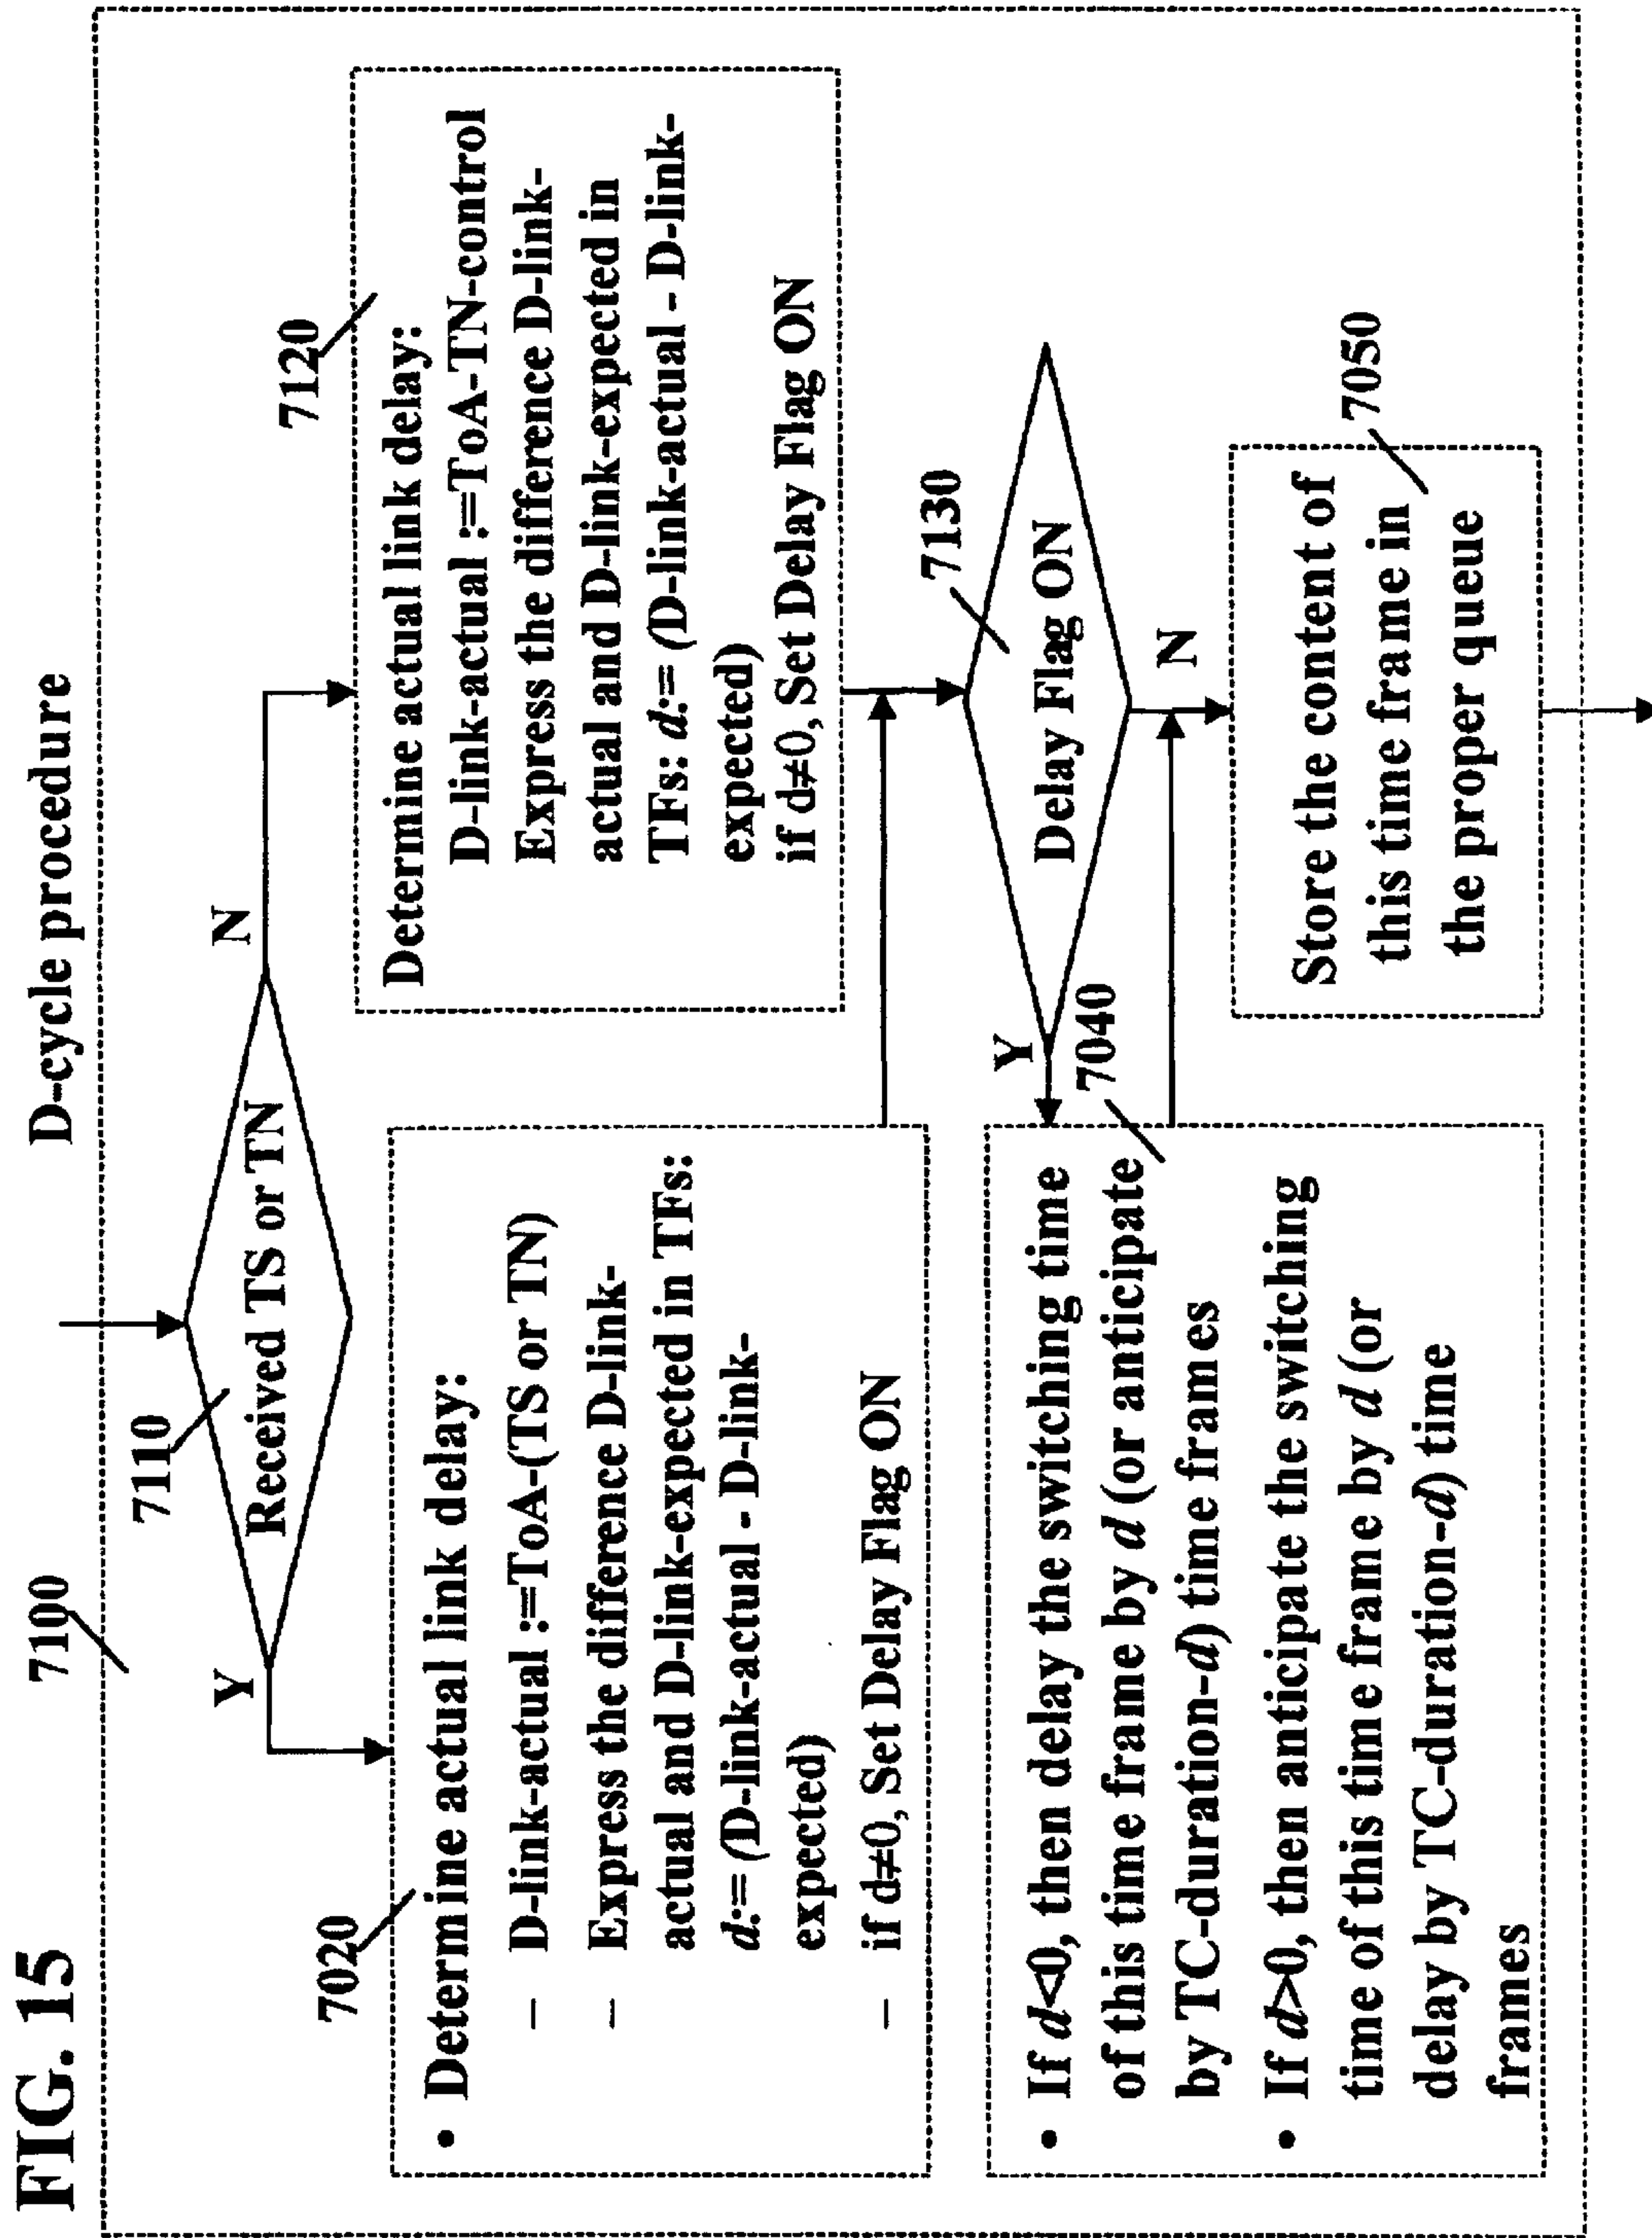 FIG. 15
D-cycle procedure
7100
7110
Received TS or TN
Y
N
7020
• Determine actual link delay:
– D-link-actual :=ToA-(TS or TN)
– Express the difference D-link-
actual and D-link-expected in TFs:
d:= (D-link-actual - D-link-
expected)
– if d≠0, Set Delay Flag ON
7120
Determine actual link delay:
D-link-actual :=ToA-TN-control
Express the difference D-link-
actual and D-link-expected in
TFs: d:= (D-link-actual - D-link-
expected)
if d≠0, Set Delay Flag ON
7130
Delay Flag ON
Y
N
7040
• If d<0, then delay the switching time
of this time frame by d (or anticipate
by TC-duration-d) time frames
• If d>0, then anticipate the switching
time of this time frame by d (or
delay by TC-duration-d) time
frames
7050
Store the content of
this time frame in
the proper queue